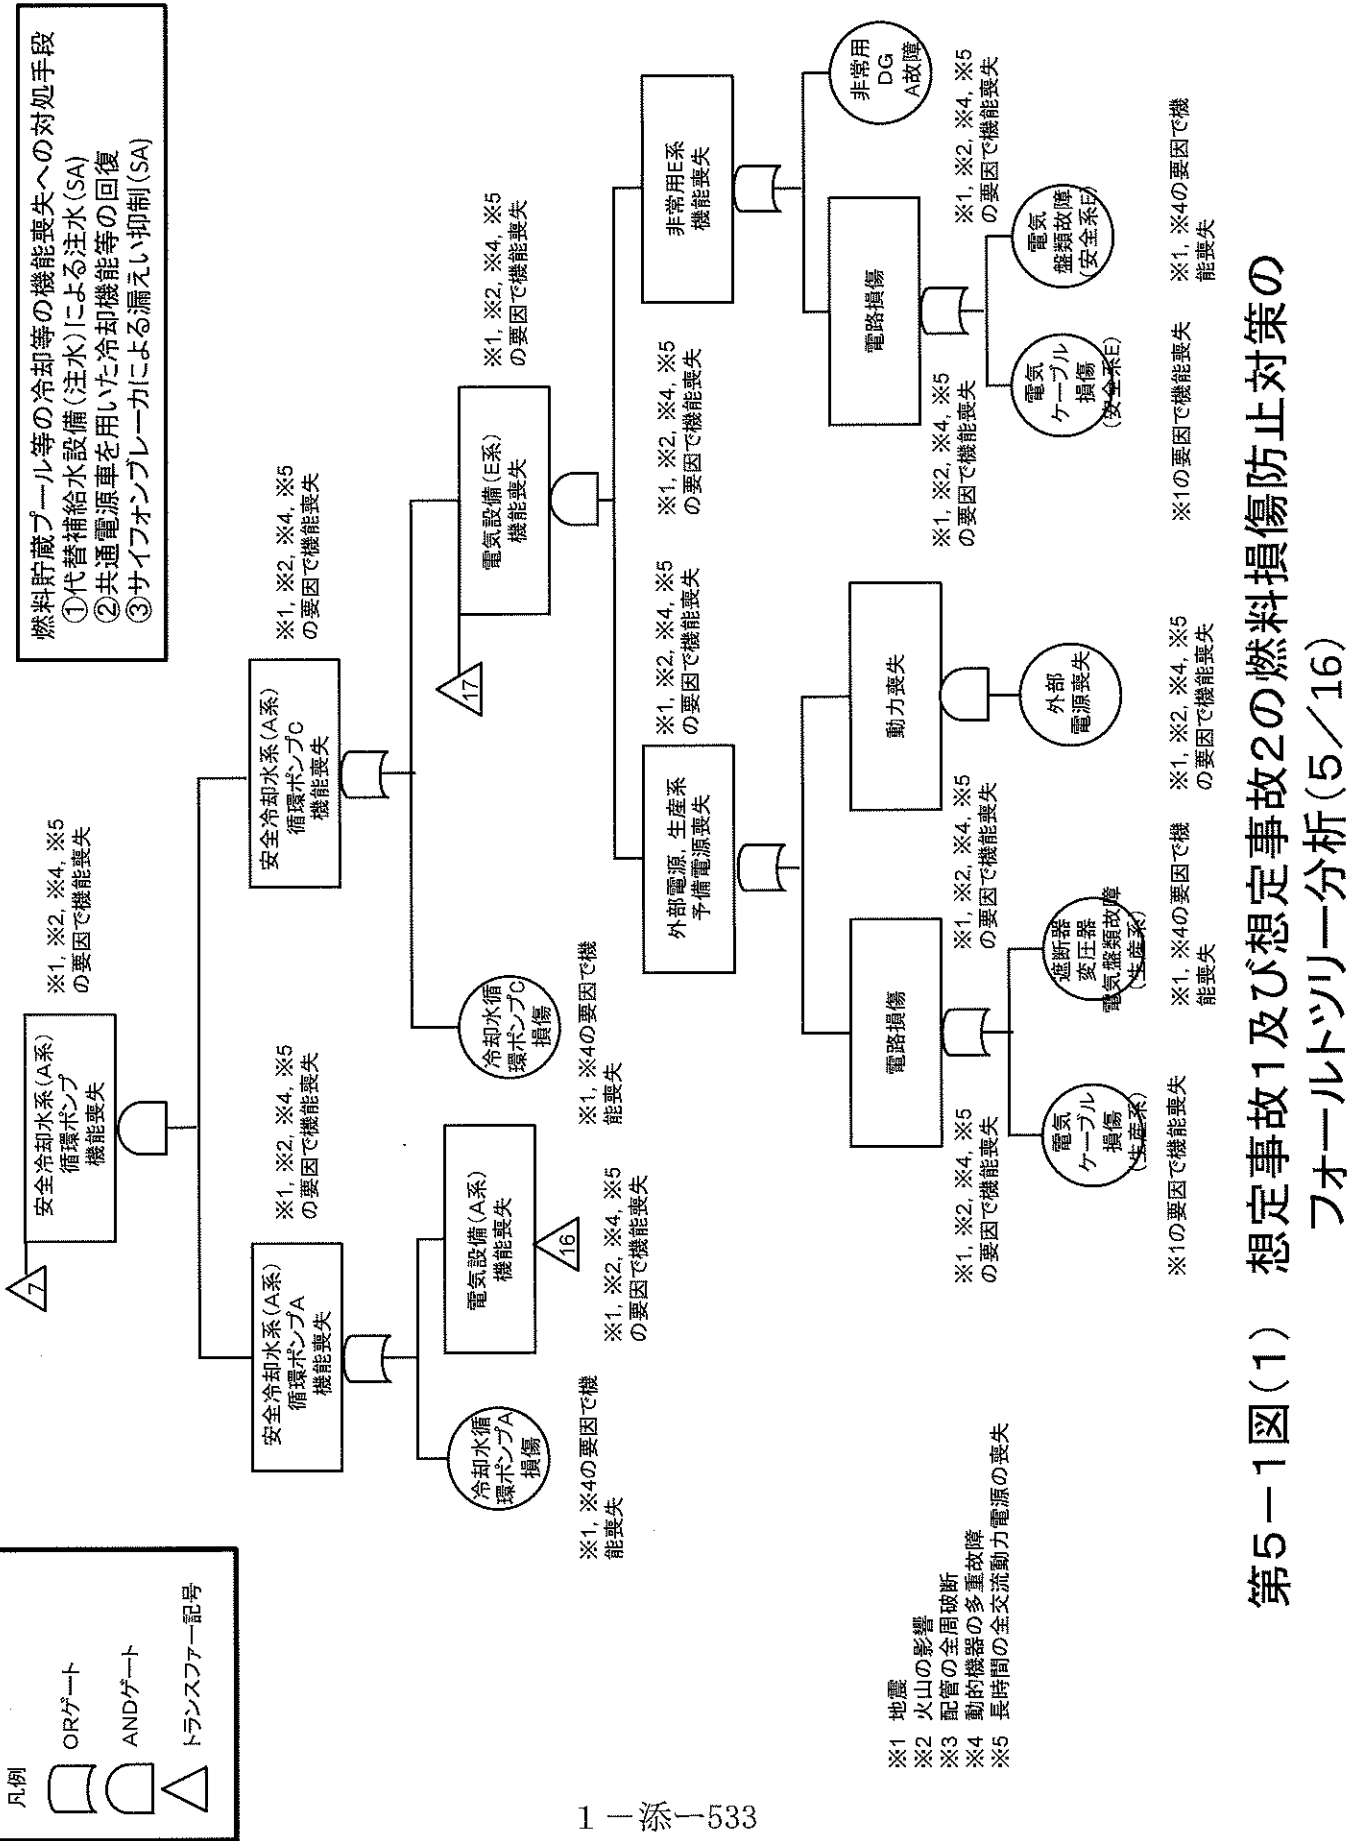 凡例
ORゲート
ANDゲート
トランスファー記号
燃料貯蔵プール等の冷却等の機能喪失への対処手段
①代替補給水設備(注水)による注水(SA)
②共通電源車を用いた冷却機能等の回復
③サイフォンブレーカによる漏えい抑制(SA)
7
安全冷却水系(A系)
循環ポンプ
機能喪失
※1, ※2, ※4, ※5
の要因で機能喪失
安全冷却水系(A系)
循環ポンプA
機能喪失
※1, ※2, ※4, ※5
の要因で機能喪失
安全冷却水系(A系)
循環ポンプC
機能喪失
※1, ※2, ※4, ※5
の要因で機能喪失
冷却水循
環ポンプA
損傷
※1, ※4の要因で機
能喪失
電気設備(A系)
機能喪失
16
※1, ※2, ※4, ※5
の要因で機能喪失
冷却水循
環ポンプC
損傷
※1, ※4の要因で機
能喪失
17
電気設備(E系)
機能喪失
※1, ※2, ※4, ※5
の要因で機能喪失
外部電源, 生産系
予備電源喪失
※1, ※2, ※4, ※5
の要因で機能喪失
非常用E系
機能喪失
※1, ※2, ※4, ※5
の要因で機能喪失
電路損傷
※1, ※2, ※4, ※5
の要因で機能喪失
動力喪失
※1, ※2, ※4, ※5
の要因で機能喪失
電路損傷
※1, ※2, ※4, ※5
の要因で機能喪失
非常用
DG
A故障
※1, ※2, ※4, ※5
の要因で機能喪失
電気
ケーブル
損傷
(生産系)
※1の要因で機能喪失
遮断器
変圧器
電気盤類故障
(生産系)
※1, ※4の要因で機
能喪失
外部
電源喪失
※1, ※2, ※4, ※5
の要因で機能喪失
電気
ケーブル
損傷
(安全系E)
※1の要因で機能喪失
電気
盤類故障
(安全系E)
※1, ※4の要因で機
能喪失
※1 地震
※2 火山の影響
※3 配管の全周破断
※4 動的機器の多重故障
※5 長時間の全交流動力電源の喪失
第5-1図(1) 想定事故1及び想定事故2の燃料損傷防止対策の
フォールトツリー分析(5/16)
1-添-533